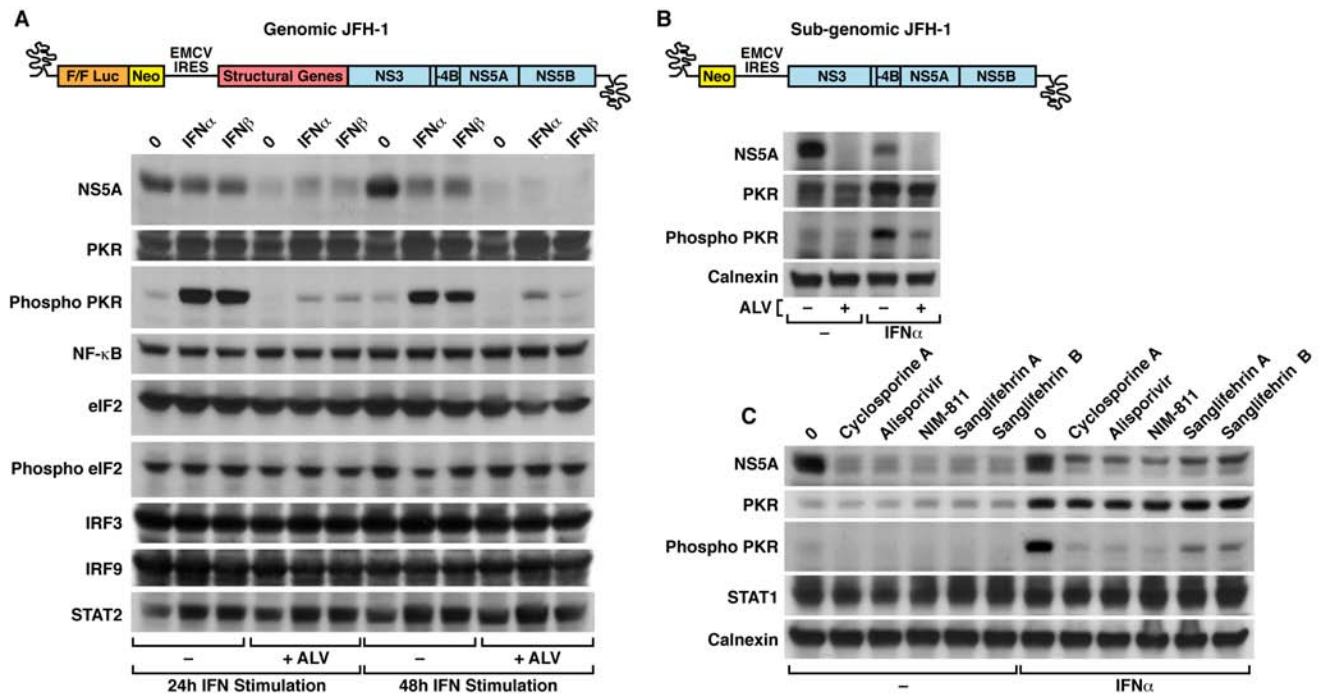 A
Genomic JFH-1
EMCV
IRES
F/F Luc Neo Structural Genes NS3 -4B NS5A NS5B
0 IFNα IFNβ 0 IFNα IFNβ 0 IFNα IFNβ 0 IFNα IFNβ
NS5A
PKR
Phospho PKR
NF-κB
eIF2
Phospho eIF2
IRF3
IRF9
STAT2
– + ALV – + ALV
24h IFN Stimulation 48h IFN Stimulation
B
Sub-genomic JFH-1
EMCV
IRES
Neo NS3 -4B NS5A NS5B
NS5A
PKR
Phospho PKR
Calnexin
ALV – + – +
– IFNα
C
0 Cyclosporine A Alisporivir NIM-811 Sanglifehrin A Sanglifehrin B 0 Cyclosporine A Alisporivir NIM-811 Sanglifehrin A Sanglifehrin B
NS5A
PKR
Phospho PKR
STAT1
Calnexin
– IFNα